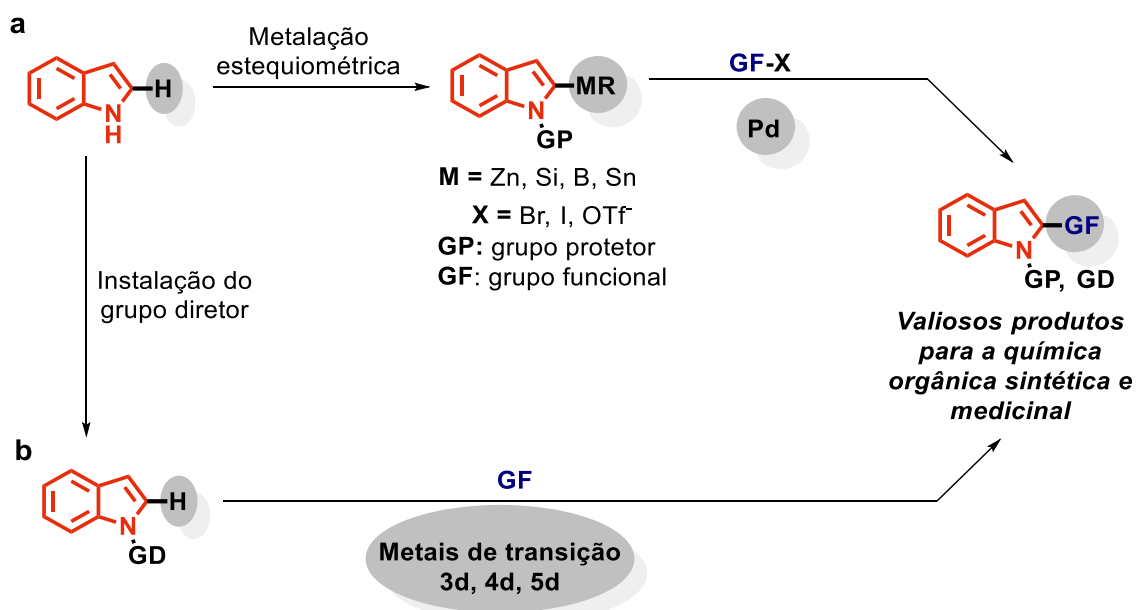 a
Metalação
estequiométrica
H
N
H
MR
N
GP
GF-X
Pd
M = Zn, Si, B, Sn
X = Br, I, OTf⁻
GP: grupo protetor
GF: grupo funcional
GF
N
GP, GD
Valiosos produtos
para a química
orgânica sintética e
medicinal
Instalação do
grupo diretor
b
H
N
GD
GF
Metais de transição
3d, 4d, 5d